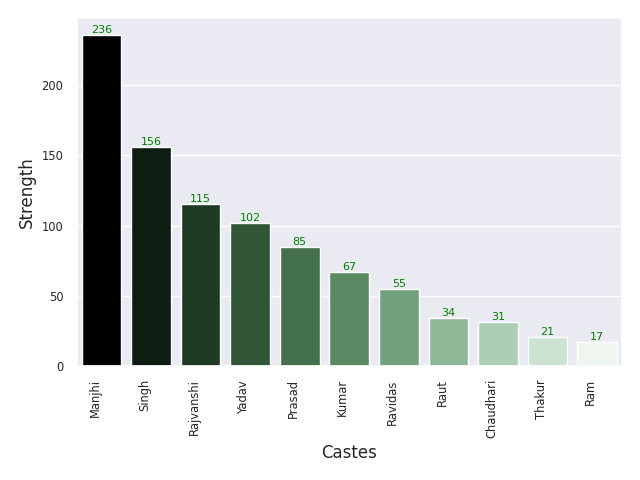 236
156
115
102
85
67
55
34
31
21
17
200
150
100
50
0
Strength
Manjhi
Singh
Rajvanshi
Yadav
Prasad
Kumar
Ravidas
Raut
Chaudhari
Thakur
Ram
Castes